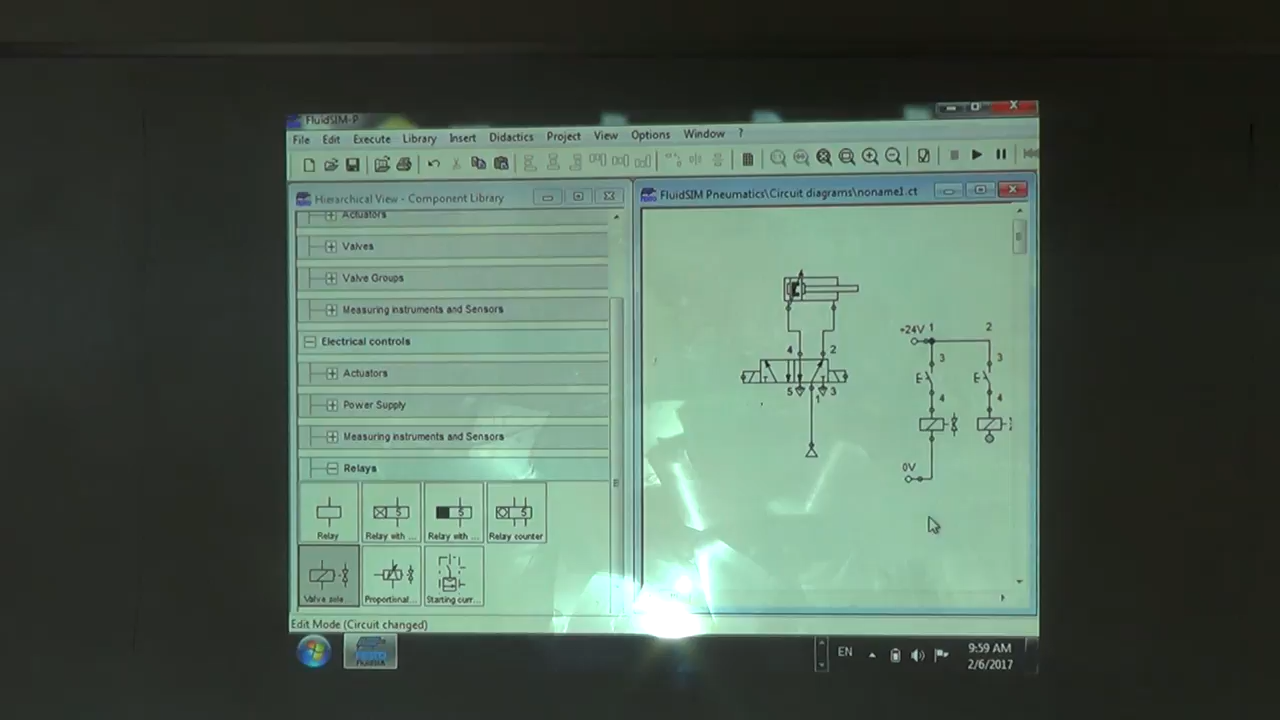 FluidSIM-P
File Edit Execute Library Insert Didactics Project View Options Window ?
Hierarchical View - Component Library
FluidSIM Pneumatics\Circuit diagrams\noname1.ct
Actuators
Valves
Valve Groups
Measuring instruments and Sensors
Electrical controls
Actuators
Power Supply
Measuring instruments and Sensors
Relays
Relay
Relay with ...
Relay with ...
Relay counter
Valve sole...
Proportional...
Starting curr...
4 2
5 1 3
+24V 1 2
3 3
4 4
0V
Edit Mode (Circuit changed)
FESTO
EN
9:59 AM
2/6/2017